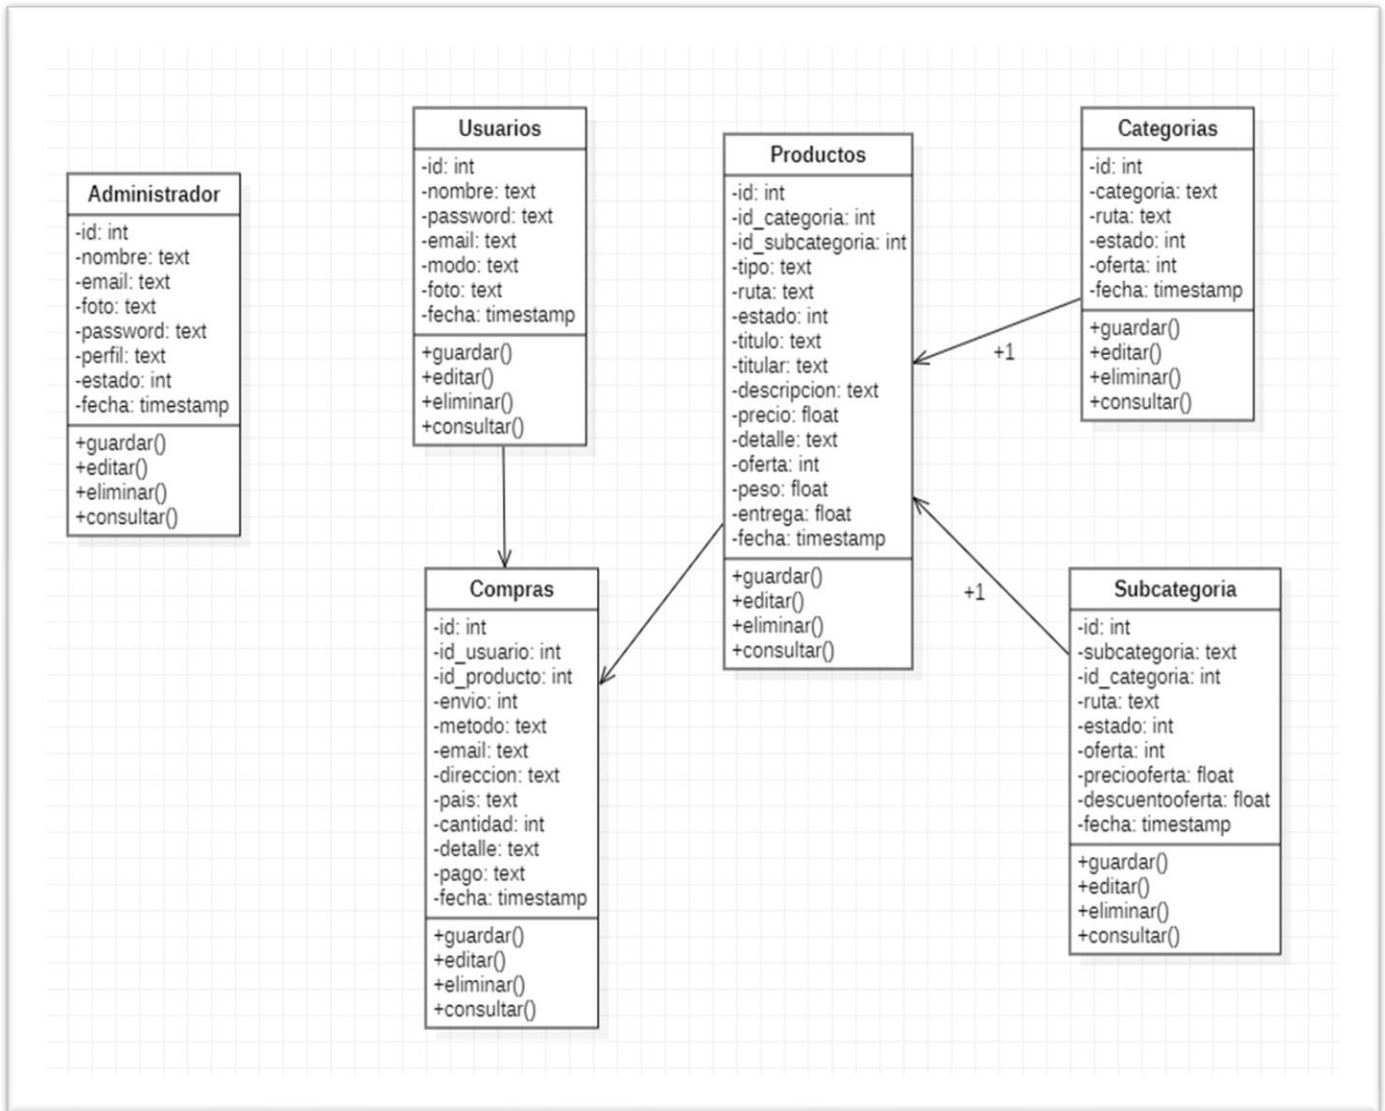 Administrador
-id: int
-nombre: text
-email: text
-foto: text
-password: text
-perfil: text
-estado: int
-fecha: timestamp
+guardar()
+editar()
+eliminar()
+consultar()
Usuarios
-id: int
-nombre: text
-password: text
-email: text
-modo: text
-foto: text
-fecha: timestamp
+guardar()
+editar()
+eliminar()
+consultar()
Compras
-id: int
-id_usuario: int
-id_producto: int
-envio: int
-metodo: text
-email: text
-direccion: text
-pais: text
-cantidad: int
-detalle: text
-pago: text
-fecha: timestamp
+guardar()
+editar()
+eliminar()
+consultar()
Productos
-id: int
-id_categoria: int
-id_subcategoria: int
-tipo: text
-ruta: text
-estado: int
-titulo: text
-titular: text
-descripcion: text
-precio: float
-detalle: text
-oferta: int
-peso: float
-entrega: float
-fecha: timestamp
+guardar()
+editar()
+eliminar()
+consultar()
+1
+1
Categorias
-id: int
-categoria: text
-ruta: text
-estado: int
-oferta: int
-fecha: timestamp
+guardar()
+editar()
+eliminar()
+consultar()
Subcategoria
-id: int
-subcategoria: text
-id_categoria: int
-ruta: text
-estado: int
-oferta: int
-preciooferta: float
-descuentooferta: float
-fecha: timestamp
+guardar()
+editar()
+eliminar()
+consultar()